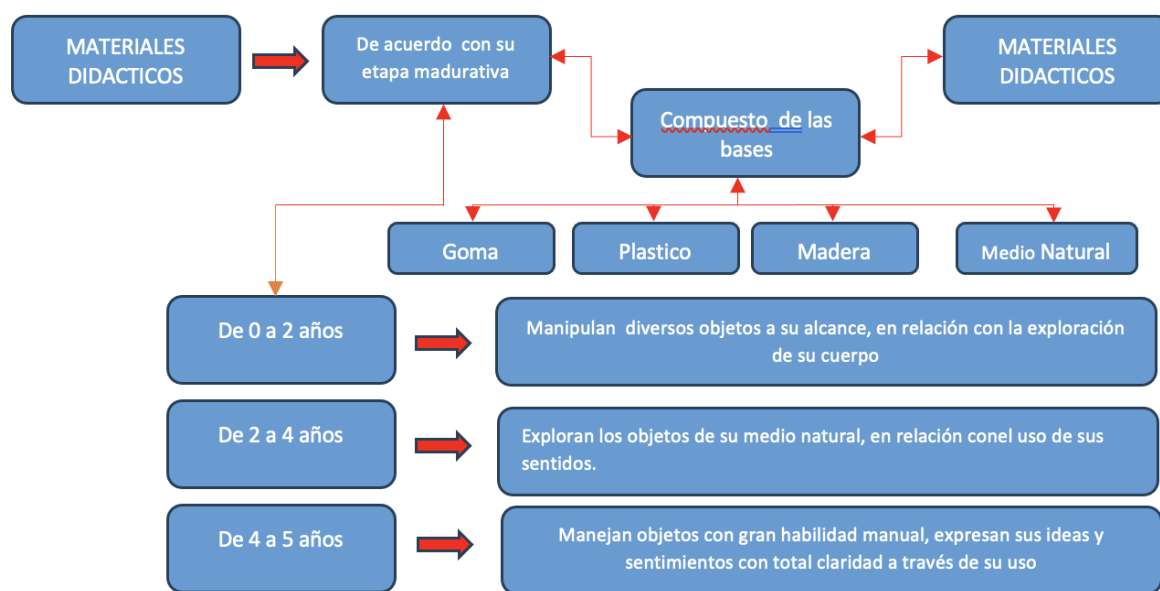 MATERIALES
DIDACTICOS
De acuerdo con su
etapa madurativa
MATERIALES
DIDACTICOS
Compuesto de las
bases
Goma
Plastico
Madera
Medio Natural
De 0 a 2 años
Manipulan diversos objetos a su alcance, en relación con la exploración
de su cuerpo
De 2 a 4 años
Exploran los objetos de su medio natural, en relación conel uso de sus
sentidos.
De 4 a 5 años
Manejan objetos con gran habilidad manual, expresan sus ideas y
sentimientos con total claridad a través de su uso